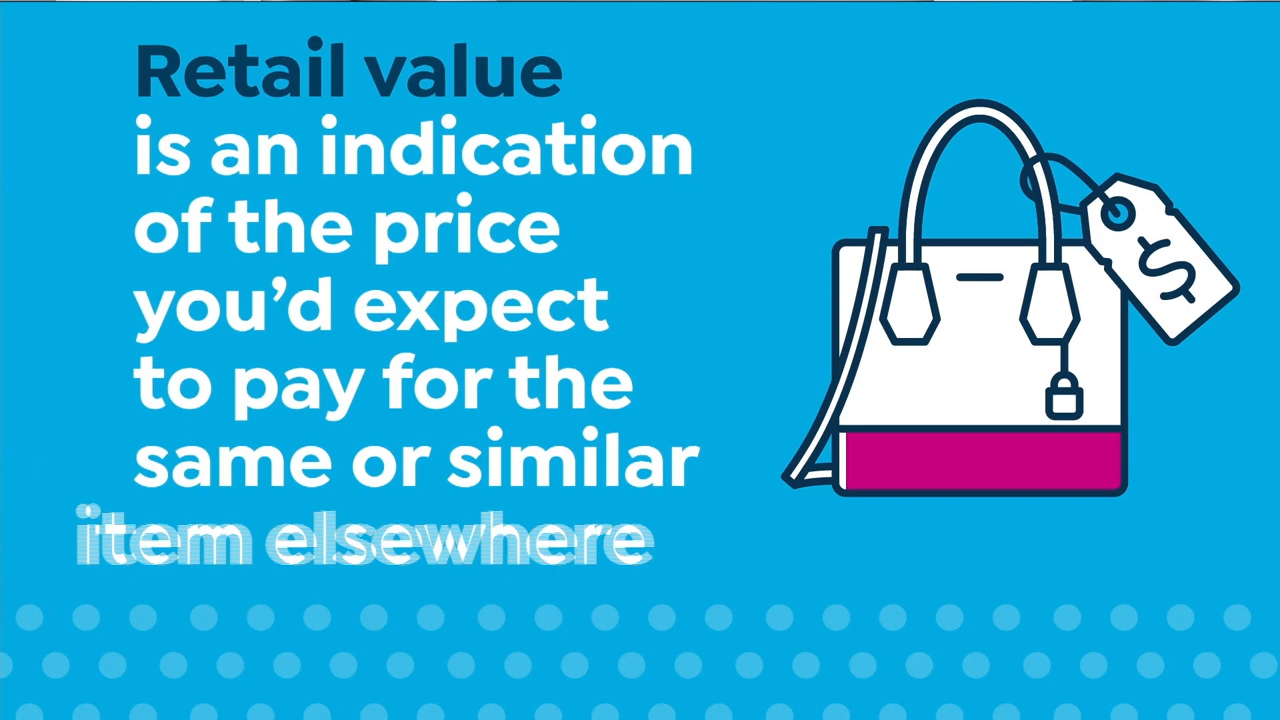 Retail value
is an indication
of the price
you’d expect
to pay for the
same or similar
item elsewhere
$